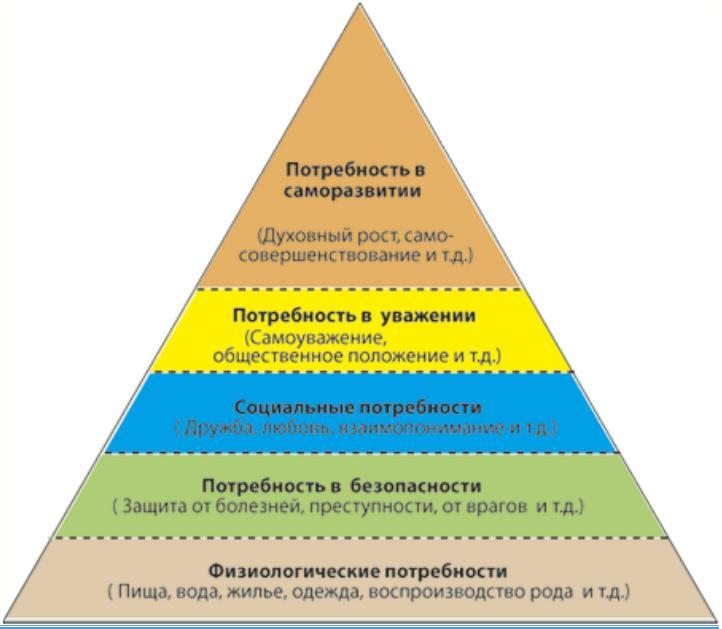 Потребность в
саморазвитии
(Духовный рост, само-
совершенствование и т.д.)
Потребность в уважении
(Самоуважение,
общественное положение и т.д.)
Социальные потребности
( Дружба, любовь, взаимопонимание и т.д.)
Потребность в безопасности
( Защита от болезней, преступности, от врагов и т.д.)
Физиологические потребности
( Пища, вода, жилье, одежда, воспроизводство рода и т.д.)